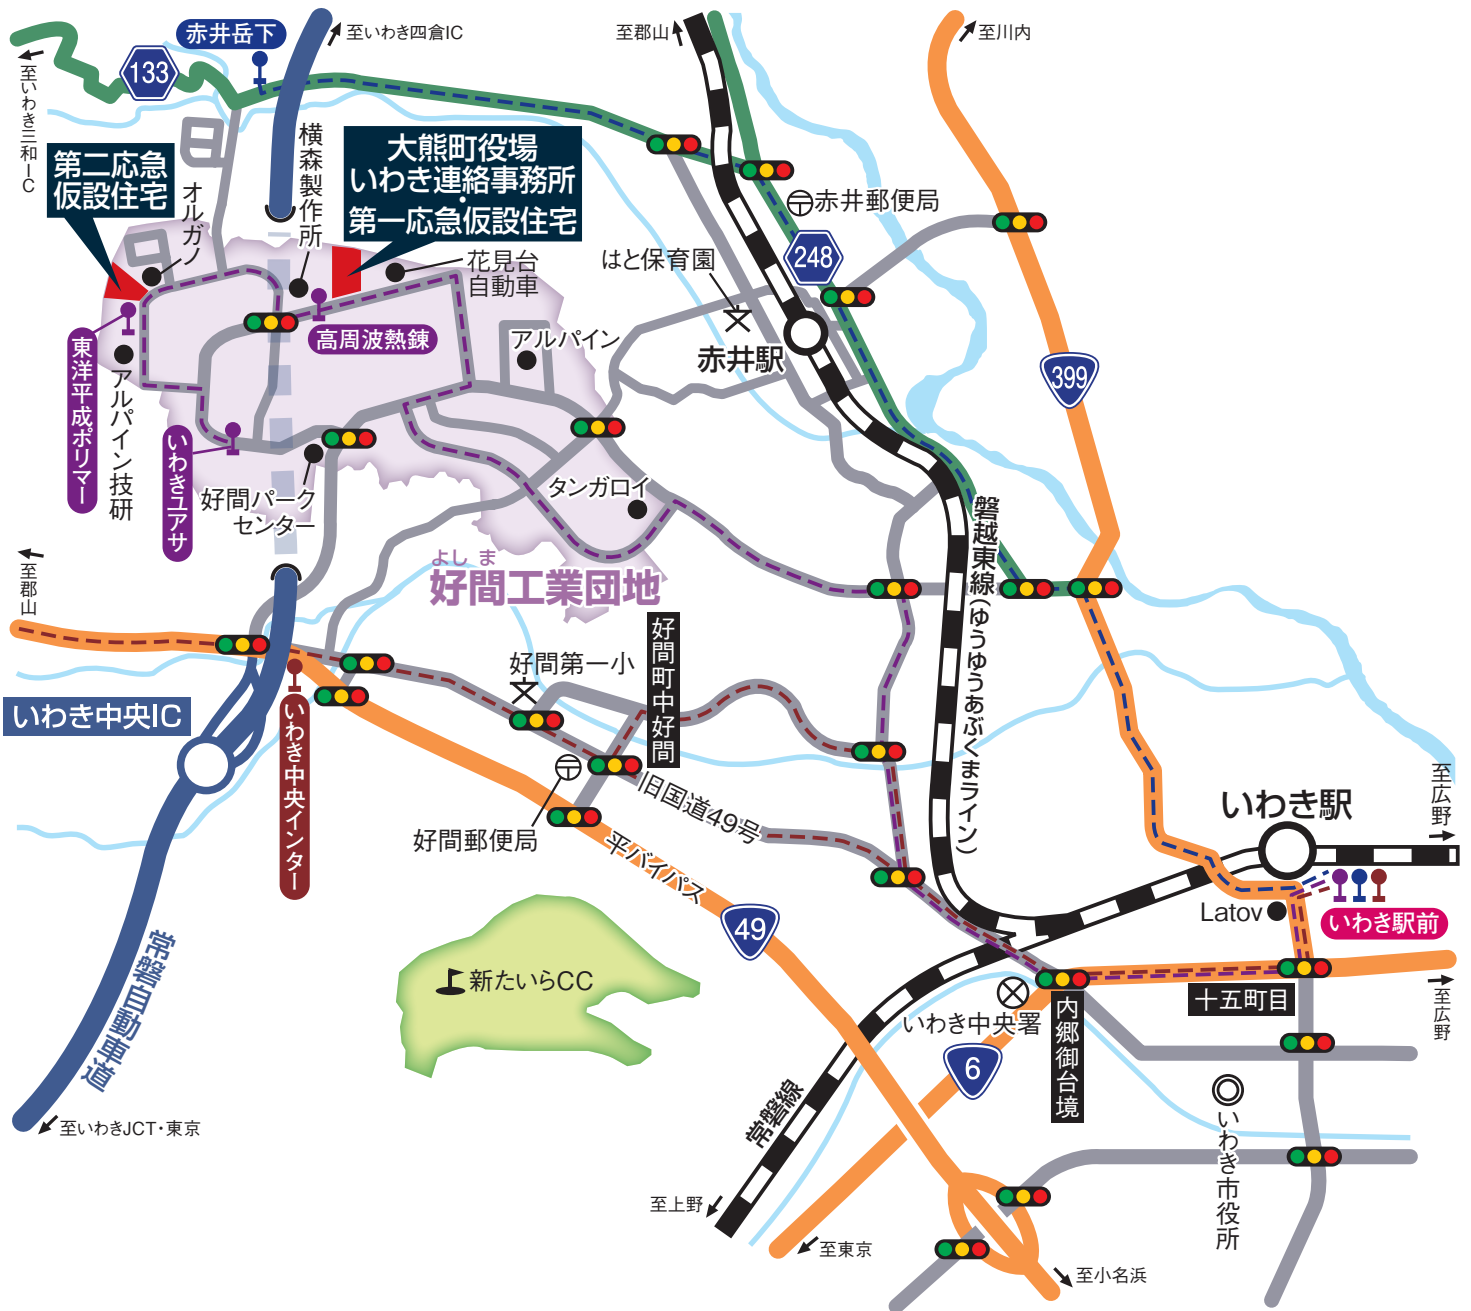 赤井岳下
至いわき四倉IC
至郡山
至川内
133
至いわき三和IC
横森製作所
大熊町役場
いわき連絡事務所
・
第一応急仮設住宅
第二応急
仮設住宅
オルガノ
赤井郵便局
248
はと保育園
花見台
自動車
高周波熱錬
アルパイン
赤井駅
399
東洋平成ポリマー
アルパイン技研
いわきユアサ
好間パーク
センター
タンガロイ
よしま
好間工業団地
磐越東線(ゆうゆうあぶくまライン)
至郡山
好間第一小
好間町中好間
いわき中央IC
いわき中央インター
旧国道49号
好間郵便局
平バイパス
いわき駅
至広野
Latov
いわき駅前
49
新たいらCC
常磐自動車道
いわき中央署
内郷御台境
十五町目
至広野
6
常磐線
いわき市役所
至いわきJCT・東京
至上野
至東京
至小名浜